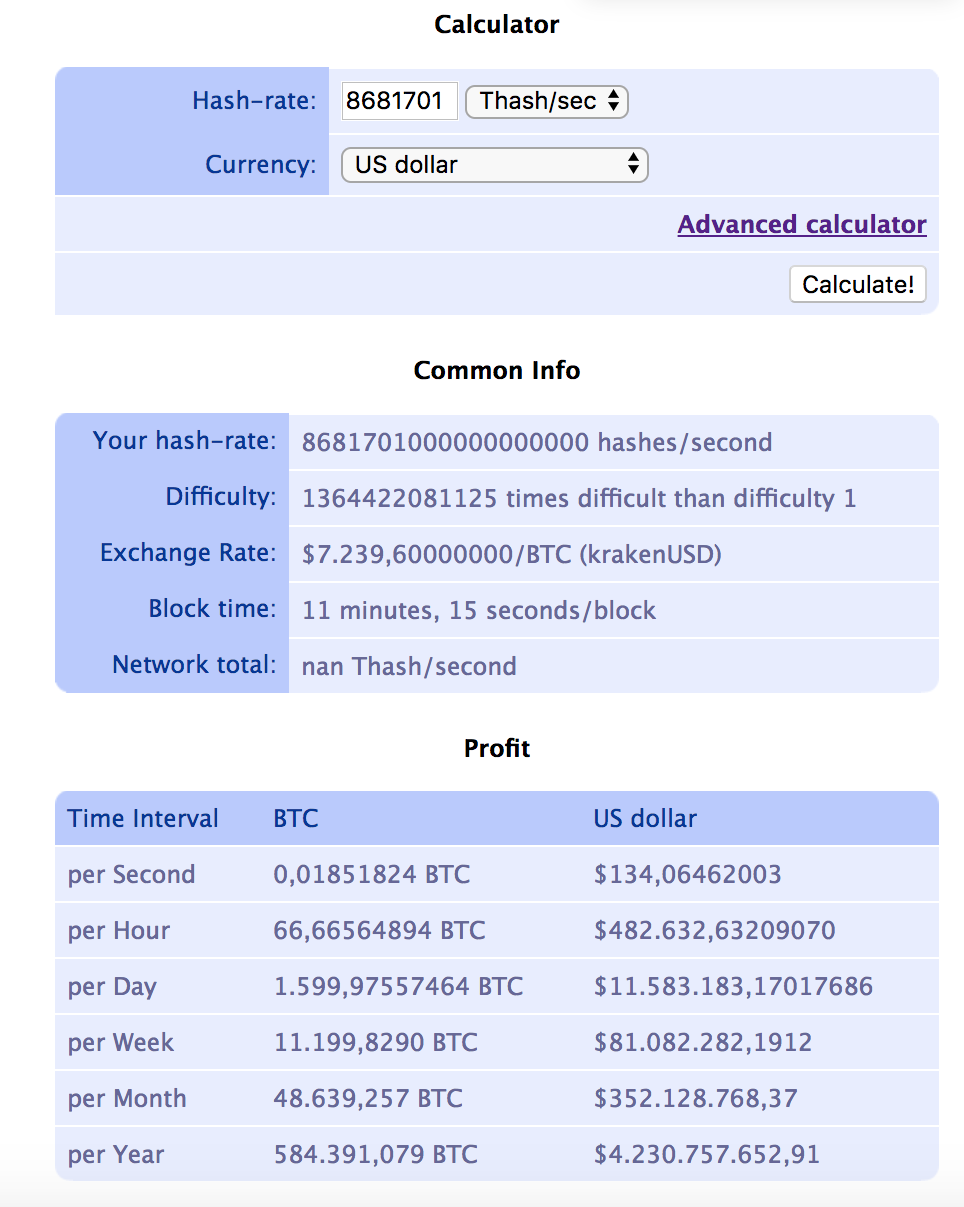 Calculator
Hash-rate: 8681701 Thash/sec
Currency: US dollar
Advanced calculator
Calculate!
Common Info
Your hash-rate: 8681701000000000000 hashes/second
Difficulty: 1364422081125 times difficult than difficulty 1
Exchange Rate: $7.239,60000000/BTC (krakenUSD)
Block time: 11 minutes, 15 seconds/block
Network total: nan Thash/second
Profit
Time Interval BTC US dollar
per Second 0,01851824 BTC $134,06462003
per Hour 66,66564894 BTC $482.632,63209070
per Day 1.599,97557464 BTC $11.583.183,17017686
per Week 11.199,8290 BTC $81.082.282,1912
per Month 48.639,257 BTC $352.128.768,37
per Year 584.391,079 BTC $4.230.757.652,91